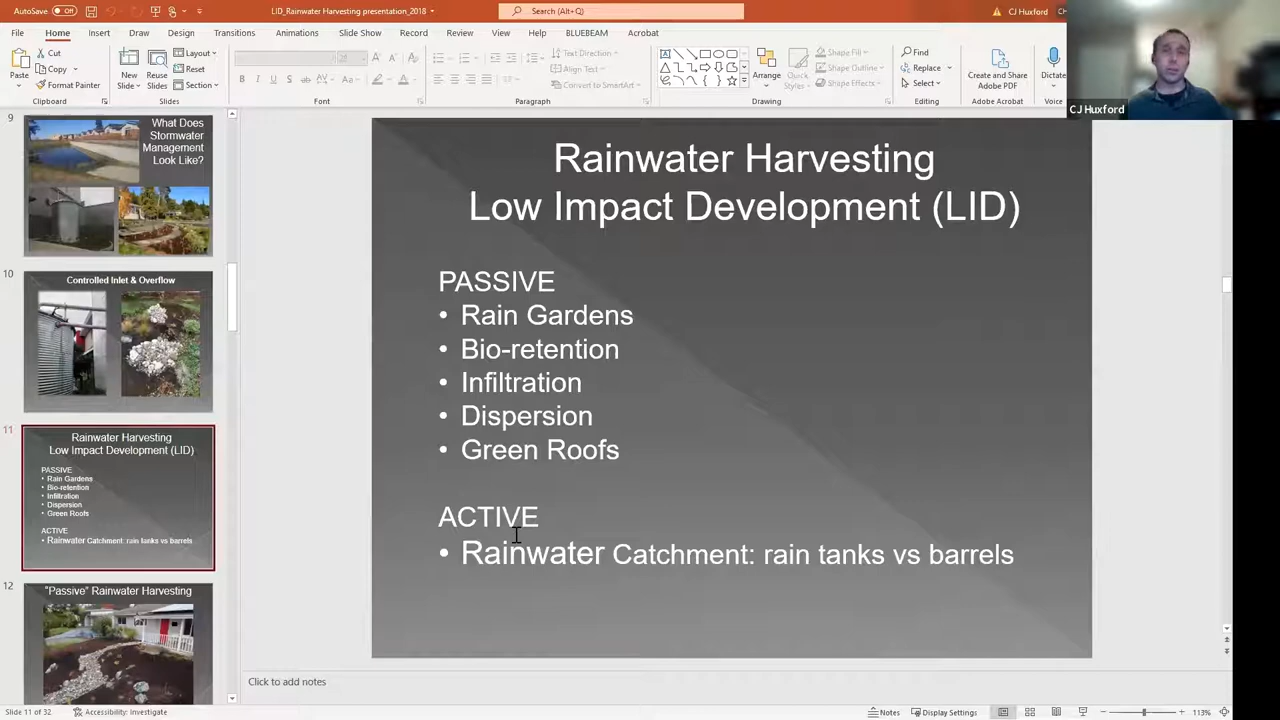 AutoSave Off
LID_Rainwater Harvesting presentation_2018
Search (Alt+Q)
CJ Huxford
File Home Insert Draw Design Transitions Animations Slide Show Record Review View Help BLUEBEAM Acrobat
Paste
Cut
Copy
Format Painter
Clipboard
New Slide
Reuse Slides
Layout
Reset
Section
Slides
Font
Text Direction
Align Text
Convert to SmartArt
Paragraph
Arrange
Quick Styles
Shape Fill
Shape Outline
Shape Effects
Drawing
Find
Replace
Select
Editing
Create and Share Adobe PDF
Adobe Acrobat
Dictate
Voice
CJ Huxford
9
What Does
Stormwater
Management
Look Like?
10
Controlled Inlet & Overflow
11
Rainwater Harvesting
Low Impact Development (LID)
PASSIVE
• Rain Gardens
• Bio-retention
• Infiltration
• Dispersion
• Green Roofs
ACTIVE
• Rainwater Catchment: rain tanks vs barrels
12
"Passive" Rainwater Harvesting
Rainwater Harvesting
Low Impact Development (LID)
PASSIVE
• Rain Gardens
• Bio-retention
• Infiltration
• Dispersion
• Green Roofs
ACTIVE
• Rainwater Catchment: rain tanks vs barrels
Click to add notes
Slide 11 of 32
Accessibility: Investigate
Notes
Display Settings
113%